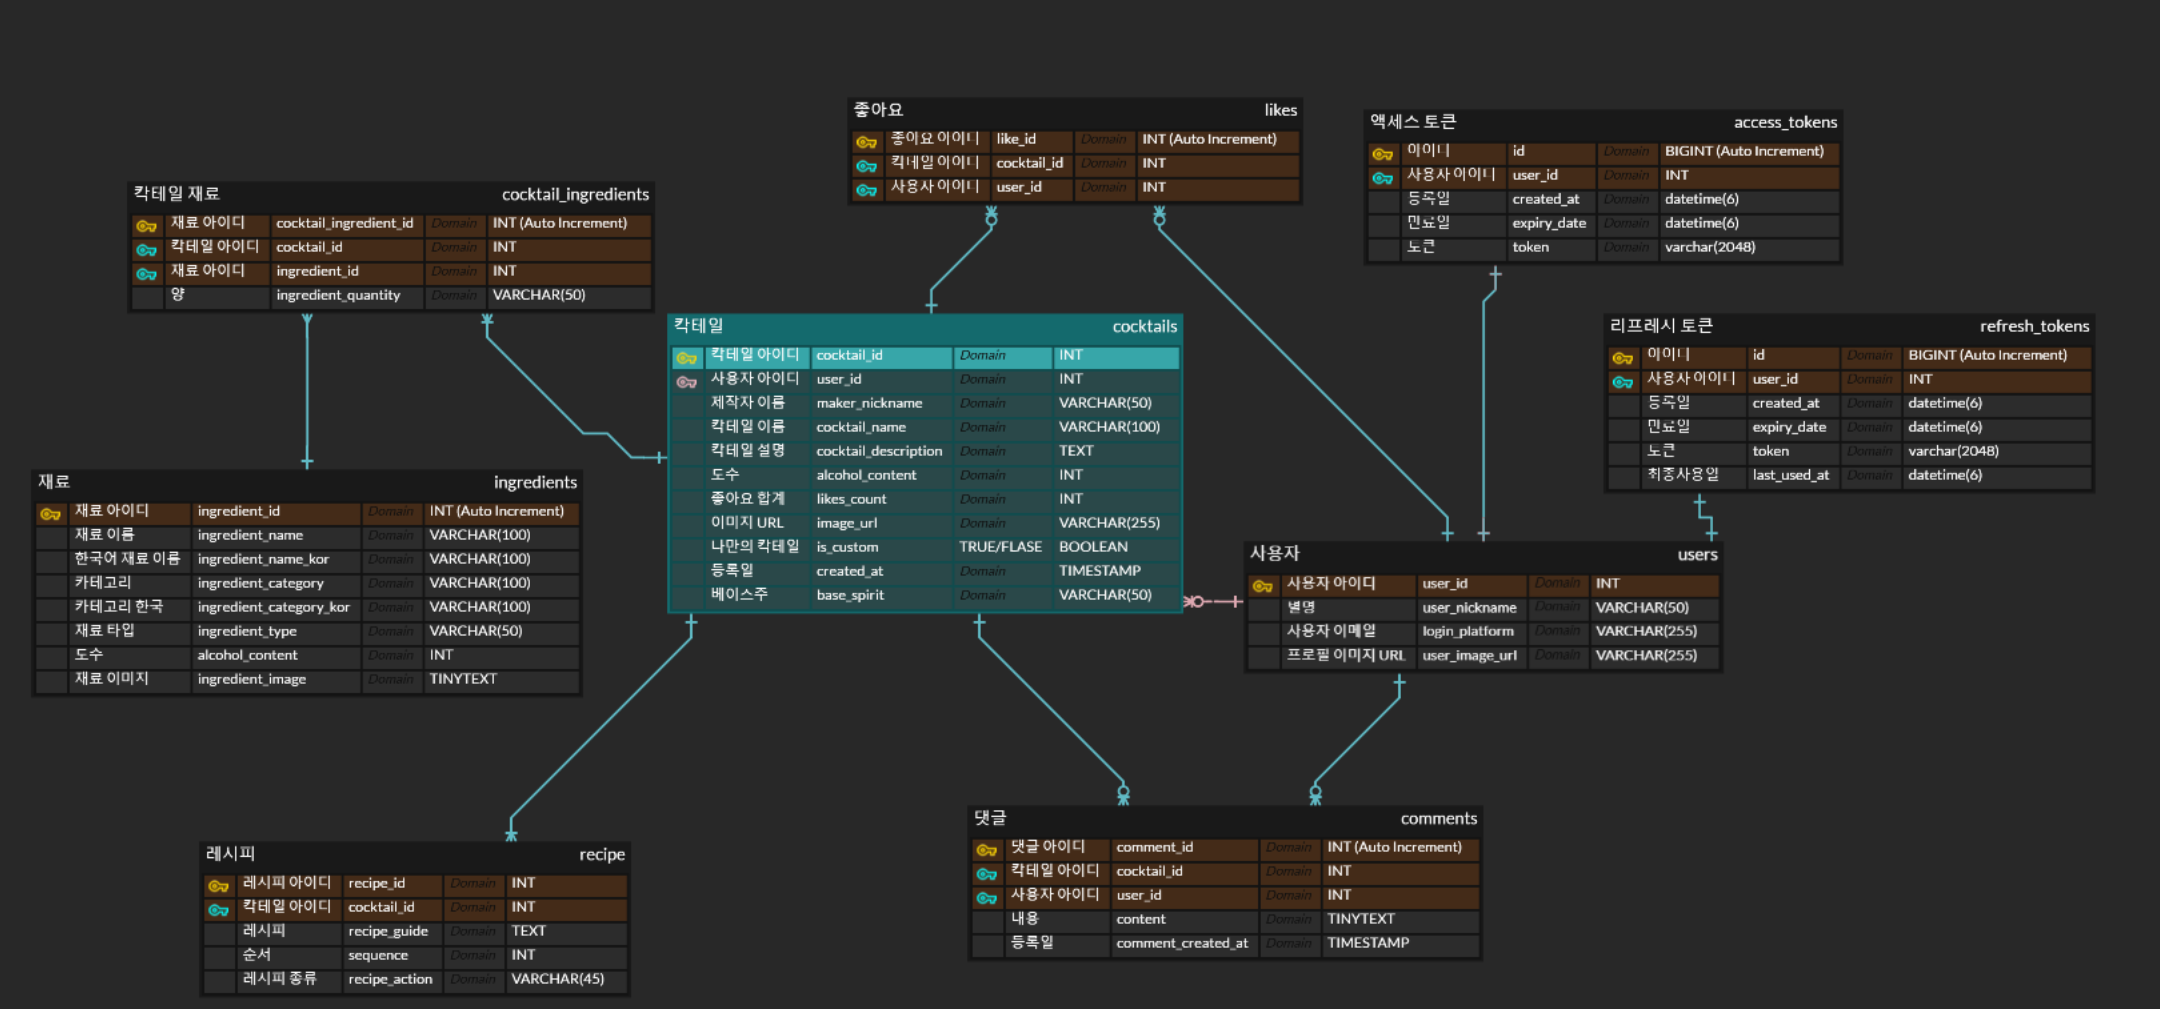 좋아요 likes
좋아요 아이디 like_id Domain INT (Auto Increment)
칵테일 아이디 cocktail_id Domain INT
사용자 아이디 user_id Domain INT
액세스 토큰 access_tokens
아이디 id Domain BIGINT (Auto Increment)
사용자 아이디 user_id Domain INT
등록일 created_at Domain datetime(6)
만료일 expiry_date Domain datetime(6)
토큰 token Domain varchar(2048)
칵테일 재료 cocktail_ingredients
재료 아이디 cocktail_ingredient_id Domain INT (Auto Increment)
칵테일 아이디 cocktail_id Domain INT
재료 아이디 ingredient_id Domain INT
양 ingredient_quantity Domain VARCHAR(50)
칵테일 cocktails
칵테일 아이디 cocktail_id Domain INT
사용자 아이디 user_id Domain INT
제작자 이름 maker_nickname Domain VARCHAR(50)
칵테일 이름 cocktail_name Domain VARCHAR(100)
칵테일 설명 cocktail_description Domain TEXT
도수 alcohol_content Domain INT
좋아요 합계 likes_count Domain INT
이미지 URL image_url Domain VARCHAR(255)
나만의 칵테일 is_custom TRUE/FLASE BOOLEAN
등록일 created_at Domain TIMESTAMP
베이스주 base_spirit Domain VARCHAR(50)
리프레시 토큰 refresh_tokens
아이디 id Domain BIGINT (Auto Increment)
사용자 아이디 user_id Domain INT
등록일 created_at Domain datetime(6)
만료일 expiry_date Domain datetime(6)
토큰 token Domain varchar(2048)
최종사용일 last_used_at Domain datetime(6)
재료 ingredients
재료 아이디 ingredient_id Domain INT (Auto Increment)
재료 이름 ingredient_name Domain VARCHAR(100)
한국어 재료 이름 ingredient_name_kor Domain VARCHAR(100)
카테고리 ingredient_category Domain VARCHAR(100)
카테고리 한국 ingredient_category_kor Domain VARCHAR(100)
재료 타입 ingredient_type Domain VARCHAR(50)
도수 alcohol_content Domain INT
재료 이미지 ingredient_image Domain TINYTEXT
사용자 users
사용자 아이디 user_id Domain INT
별명 user_nickname Domain VARCHAR(50)
사용자 이메일 login_platform Domain VARCHAR(255)
프로필 이미지 URL user_image_url Domain VARCHAR(255)
레시피 recipe
레시피 아이디 recipe_id Domain INT
칵테일 아이디 cocktail_id Domain INT
레시피 recipe_guide Domain TEXT
순서 sequence Domain INT
레시피 종류 recipe_action Domain VARCHAR(45)
댓글 comments
댓글 아이디 comment_id Domain INT (Auto Increment)
칵테일 아이디 cocktail_id Domain INT
사용자 아이디 user_id Domain INT
내용 content Domain TINYTEXT
등록일 comment_created_at Domain TIMESTAMP